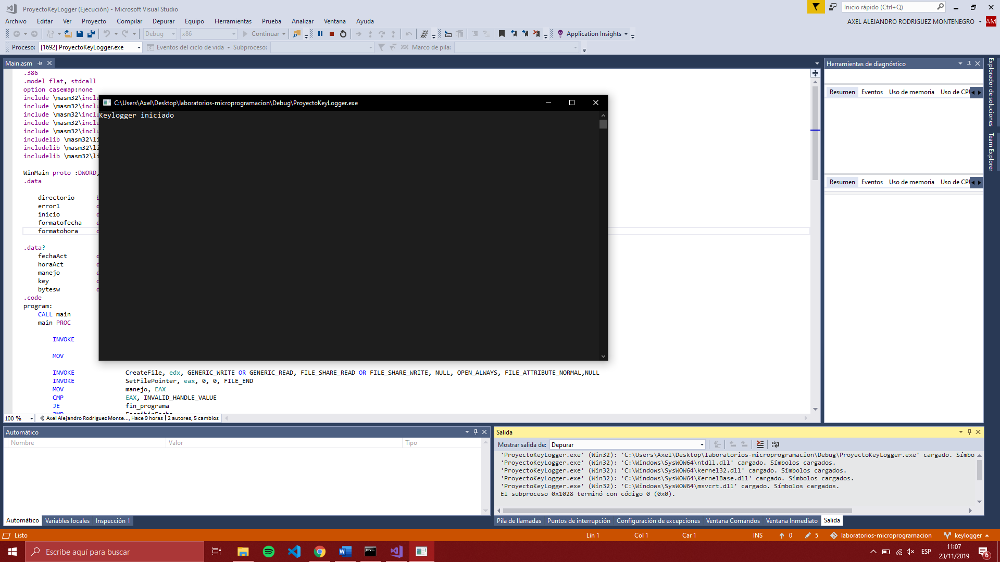 ProyectoKeyLogger (Ejecución) - Microsoft Visual Studio
Inicio rápido (Ctrl+Q)
Archivo Editar Ver Proyecto Compilar Depurar Equipo Herramientas Prueba Analizar Ventana Ayuda
AXEL ALEJANDRO RODRIGUEZ MONTENEGRO AM
Debug x86 Continuar Application Insights
Proceso: [1692] ProyectoKeyLogger.exe Eventos del ciclo de vida Subproceso: Marco de pila:
Main.asm
.386
.model flat, stdcall
option casemap:none
include \masm32\inclu
include \masm32\inclu
include \masm32\inclu
include \masm32\inclu
include \masm32\inclu
includelib \masm32\li
includelib \masm32\li
includelib \masm32\li
WinMain proto :DWORD,
.data
directorio
error1
inicio
formatofecha
formatohora
.data?
fechaAct
horaAct
manejo
key
bytesw
.code
program:
CALL main
main PROC
INVOKE
MOV
INVOKE CreateFile, edx, GENERIC_WRITE OR GENERIC_READ, FILE_SHARE_READ OR FILE_SHARE_WRITE, NULL, OPEN_ALWAYS, FILE_ATTRIBUTE_NORMAL,NULL
INVOKE SetFilePointer, eax, 0, 0, FILE_END
MOV manejo, EAX
CMP EAX, INVALID_HANDLE_VALUE
JE fin_programa
C:\Users\Axel\Desktop\laboratorios-microprogramacion\Debug\ProyectoKeyLogger.exe
Keylogger iniciado
100 % Axel Alejandro Rodríguez Monte..., Hace 9 horas | 2 autores, 5 cambios
Herramientas de diagnóstico
Resumen Eventos Uso de memoria Uso de CPU
Resumen Eventos Uso de memoria Uso de CPU
Explorador de soluciones
Team Explorer
Automático
Nombre Valor Tipo
Automático Variables locales Inspección 1
Salida
Mostrar salida de: Depurar
'ProyectoKeyLogger.exe' (Win32): 'C:\Users\Axel\Desktop\laboratorios-microprogramacion\Debug\ProyectoKeyLogger.exe' cargado. Símbo
'ProyectoKeyLogger.exe' (Win32): 'C:\Windows\SysWOW64\ntdll.dll' cargado. Símbolos cargados.
'ProyectoKeyLogger.exe' (Win32): 'C:\Windows\SysWOW64\kernel32.dll' cargado. Símbolos cargados.
'ProyectoKeyLogger.exe' (Win32): 'C:\Windows\SysWOW64\KernelBase.dll' cargado. Símbolos cargados.
'ProyectoKeyLogger.exe' (Win32): 'C:\Windows\SysWOW64\msvcrt.dll' cargado. Símbolos cargados.
El subproceso 0x1028 terminó con código 0 (0x0).
Pila de llamadas Puntos de interrupción Configuración de excepciones Ventana Comandos Ventana Inmediato Salida
Listo Lín 1 Col 1 Car 1 INS 0 5 laboratorios-microprogramacion keylogger
Escribe aquí para buscar
ESP
11:07
23/11/2019
6